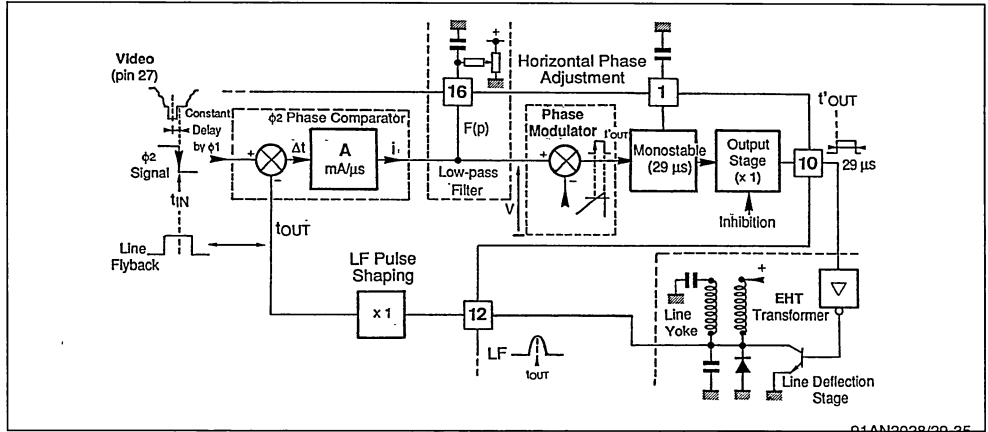 Video
(pin 27)
Constant
Delay
by ϕ1
ϕ2
Signal
tIN
Line
Flyback
ϕ2 Phase Comparator
+
Δt
-
A
mA/µs
i
tOUT
16
+
F(p)
Low-pass
Filter
V
Horizontal Phase
Adjustment
Phase
Modulator
t'OUT
+
-
1
Monostable
(29 µs)
Output
Stage
(x 1)
Inhibition
10
t'OUT
29 µs
LF Pulse
Shaping
x 1
12
LF
tOUT
Line
Yoke
+
EHT
Transformer
Line Deflection
Stage